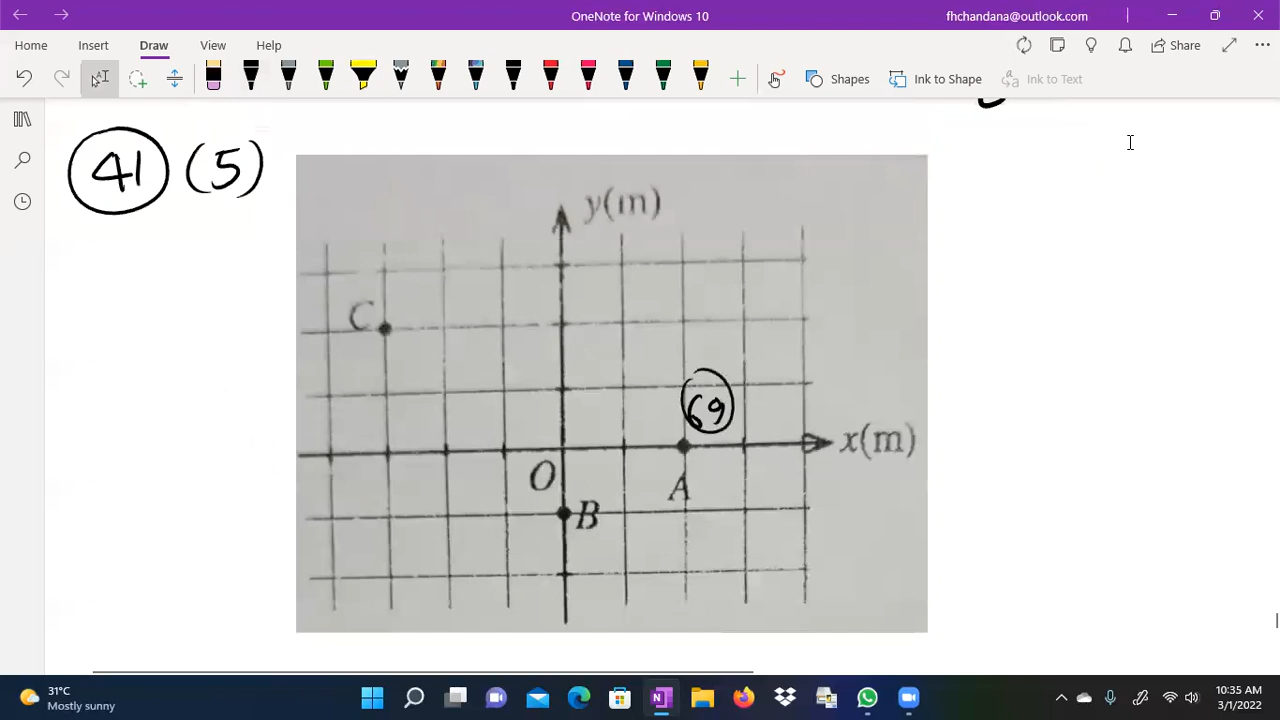 OneNote for Windows 10
fhchandana@outlook.com
Home Insert Draw View Help
Share
Shapes Ink to Shape Ink to Text
41 (5)
y(m)
C
69
x(m)
O
A
B
31°C
Mostly sunny
10:35 AM
3/1/2022